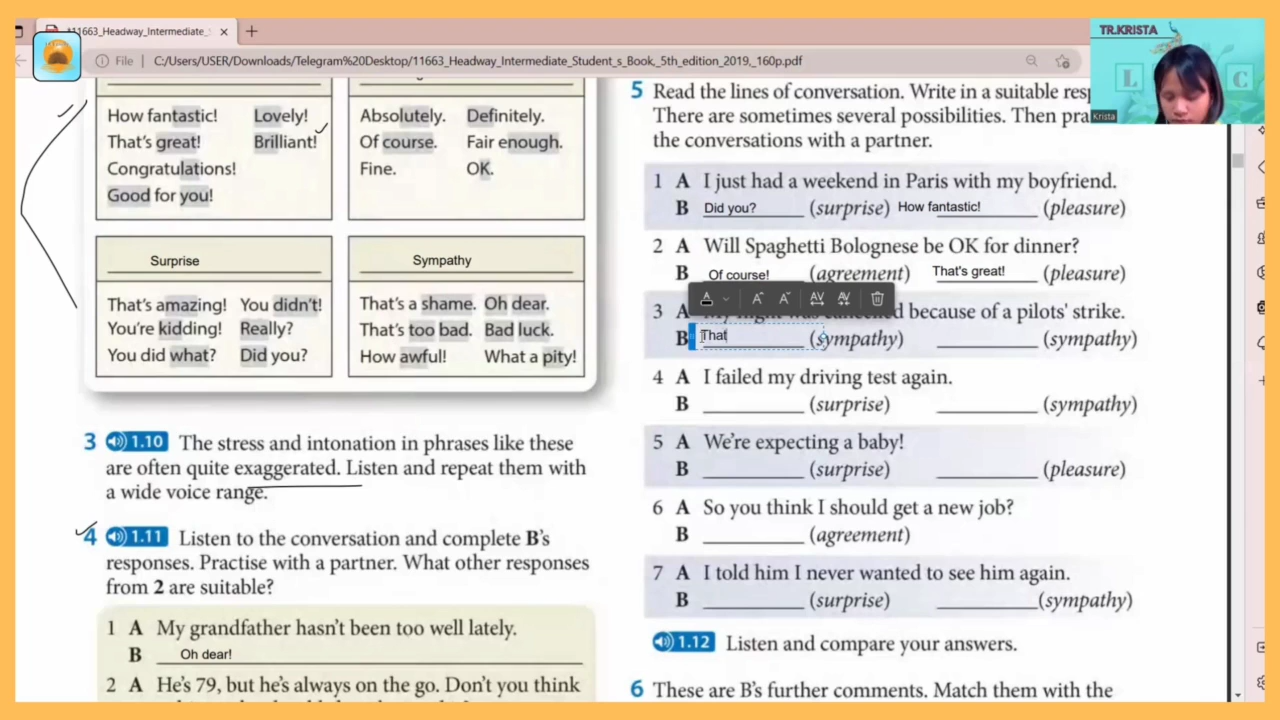 11663_Headway_Intermediate_
File C:/Users/USER/Downloads/Telegram%20Desktop/11663_Headway_Intermediate_Student_s_Book,_5th_edition_2019,_160p.pdf
TR.KRISTA
L C
Krista
How fantastic! Lovely!
That's great! Brilliant!
Congratulations!
Good for you!
Absolutely. Definitely.
Of course. Fair enough.
Fine. OK.
Surprise
That's amazing! You didn't!
You're kidding! Really?
You did what? Did you?
Sympathy
That's a shame. Oh dear.
That's too bad. Bad luck.
How awful! What a pity!
3 1.10 The stress and intonation in phrases like these
are often quite exaggerated. Listen and repeat them with
a wide voice range.
4 1.11 Listen to the conversation and complete B's
responses. Practise with a partner. What other responses
from 2 are suitable?
1 A My grandfather hasn't been too well lately.
B Oh dear!
2 A He's 79, but he's always on the go. Don't you think
5 Read the lines of conversation. Write in a suitable
There are sometimes several possibilities. Then
the conversations with a partner.
1 A I just had a weekend in Paris with my boyfriend.
B Did you? (surprise) How fantastic! (pleasure)
2 A Will Spaghetti Bolognese be OK for dinner?
B Of course! (agreement) That's great! (pleasure)
3 A because of a pilots' strike.
B That (sympathy) (sympathy)
4 A I failed my driving test again.
B (surprise) (sympathy)
5 A We're expecting a baby!
B (surprise) (pleasure)
6 A So you think I should get a new job?
B (agreement)
7 A I told him I never wanted to see him again.
B (surprise) (sympathy)
1.12 Listen and compare your answers.
6 These are B's further comments. Match them with the